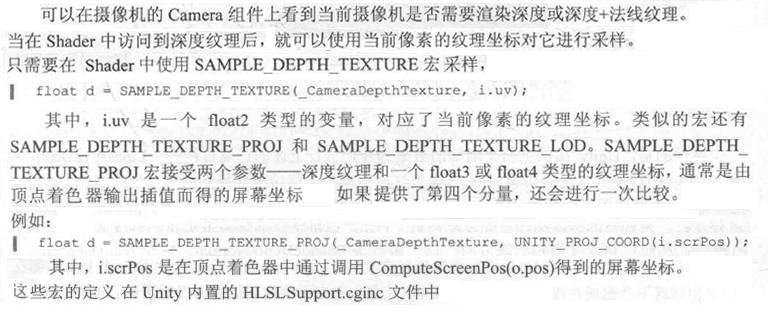 可以在摄像机的 Camera 组件上看到当前摄像机是否需要渲染深度或深度+法线纹理。
当在 Shader 中访问到深度纹理后，就可以使用当前像素的纹理坐标对它进行采样。
只需要在 Shader 中使用 SAMPLE_DEPTH_TEXTURE 宏采样，
float d = SAMPLE_DEPTH_TEXTURE(_CameraDepthTexture, i.uv);
其中，i.uv 是一个 float2 类型的变量，对应了当前像素的纹理坐标。类似的宏还有
SAMPLE_DEPTH_TEXTURE_PROJ 和 SAMPLE_DEPTH_TEXTURE_LOD。SAMPLE_DEPTH_
TEXTURE_PROJ 宏接受两个参数——深度纹理和一个 float3 或 float4 类型的纹理坐标，通常是由
顶点着色器输出插值而得的屏幕坐标 如果提供了第四个分量，还会进行一次比较。
例如：
float d = SAMPLE_DEPTH_TEXTURE_PROJ(_CameraDepthTexture, UNITY_PROJ_COORD(i.scrPos));
其中，i.scrPos 是在顶点着色器中通过调用 ComputeScreenPos(o.pos)得到的屏幕坐标。
这些宏的定义 在 Unity 内置的 HLSLSupport.cginc 文件中